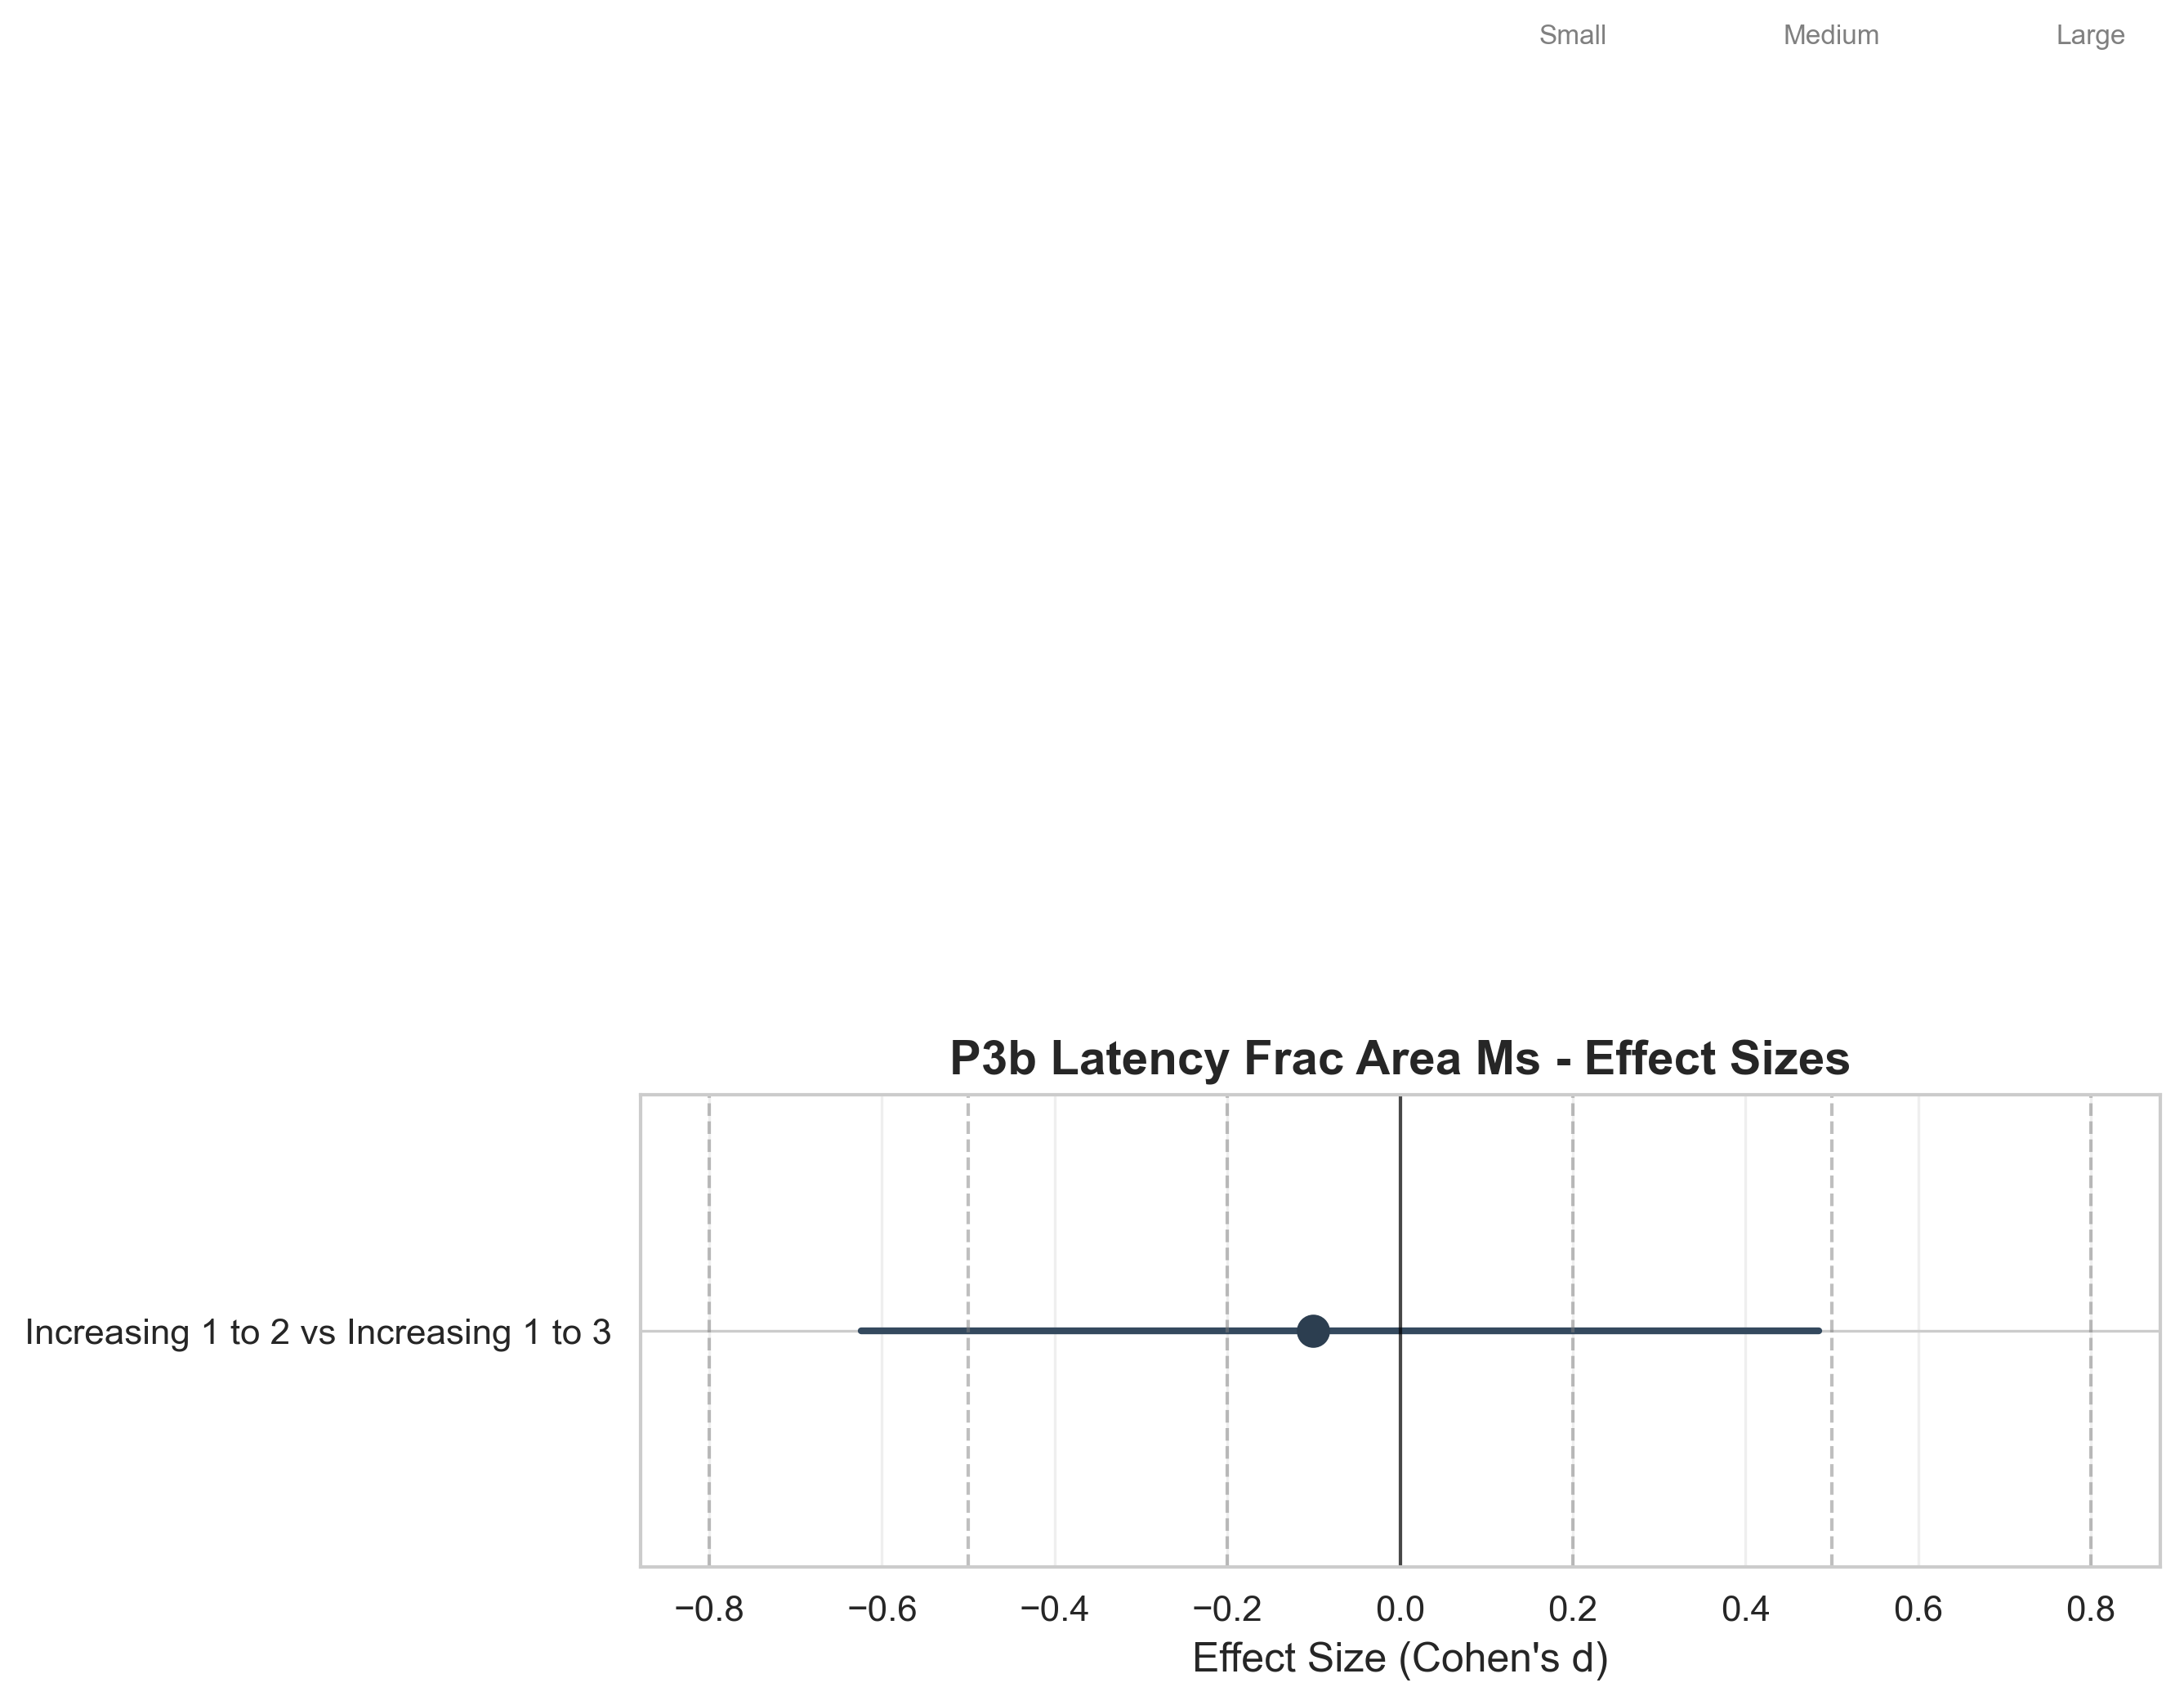 Small Medium Large
P3b Latency Frac Area Ms - Effect Sizes
Increasing 1 to 2 vs Increasing 1 to 3
−0.8 −0.6 −0.4 −0.2 0.0 0.2 0.4 0.6 0.8
Effect Size (Cohen's d)